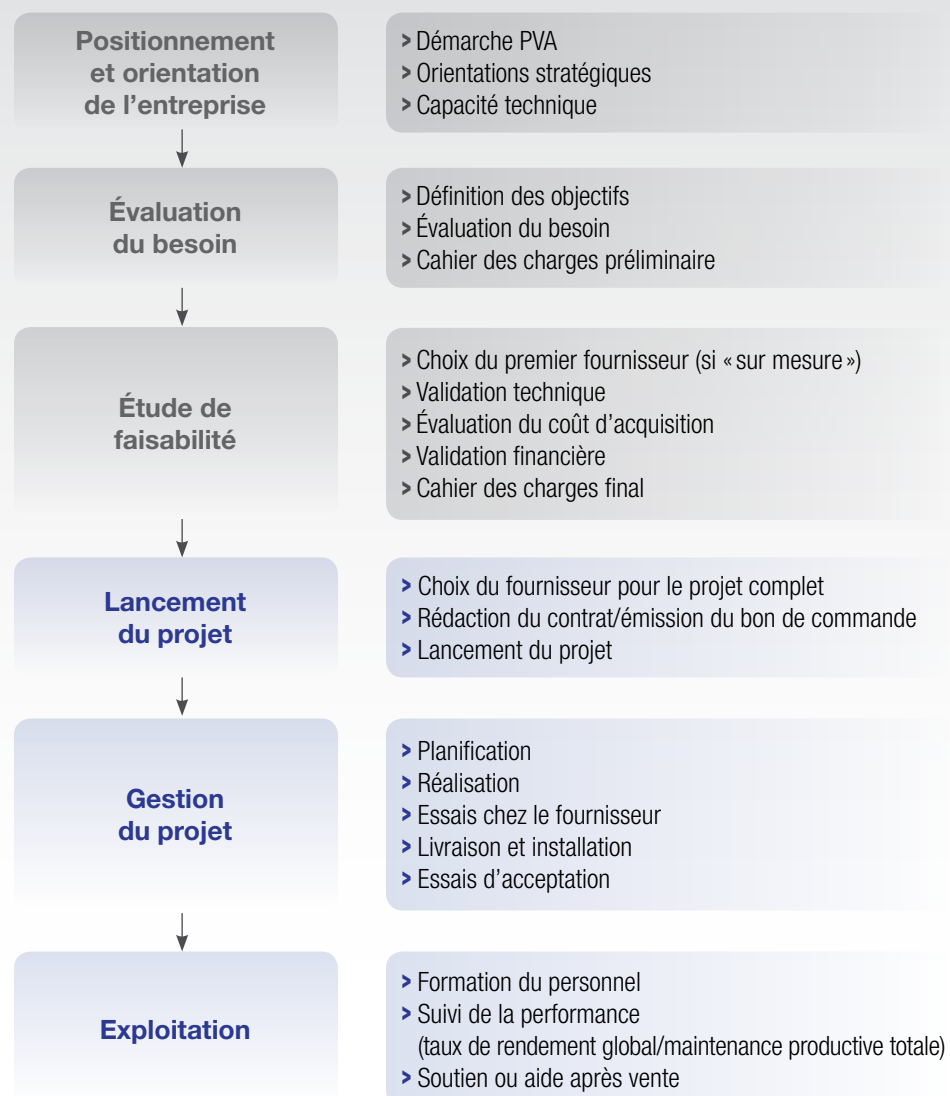 Positionnement
et orientation
de l'entreprise
> Démarche PVA
> Orientations stratégiques
> Capacité technique
Évaluation
du besoin
> Définition des objectifs
> Évaluation du besoin
> Cahier des charges préliminaire
Étude de
faisabilité
> Choix du premier fournisseur (si « sur mesure »)
> Validation technique
> Évaluation du coût d'acquisition
> Validation financière
> Cahier des charges final
Lancement
du projet
> Choix du fournisseur pour le projet complet
> Rédaction du contrat/émission du bon de commande
> Lancement du projet
Gestion
du projet
> Planification
> Réalisation
> Essais chez le fournisseur
> Livraison et installation
> Essais d'acceptation
Exploitation
> Formation du personnel
> Suivi de la performance
(taux de rendement global/maintenance productive totale)
> Soutien ou aide après vente